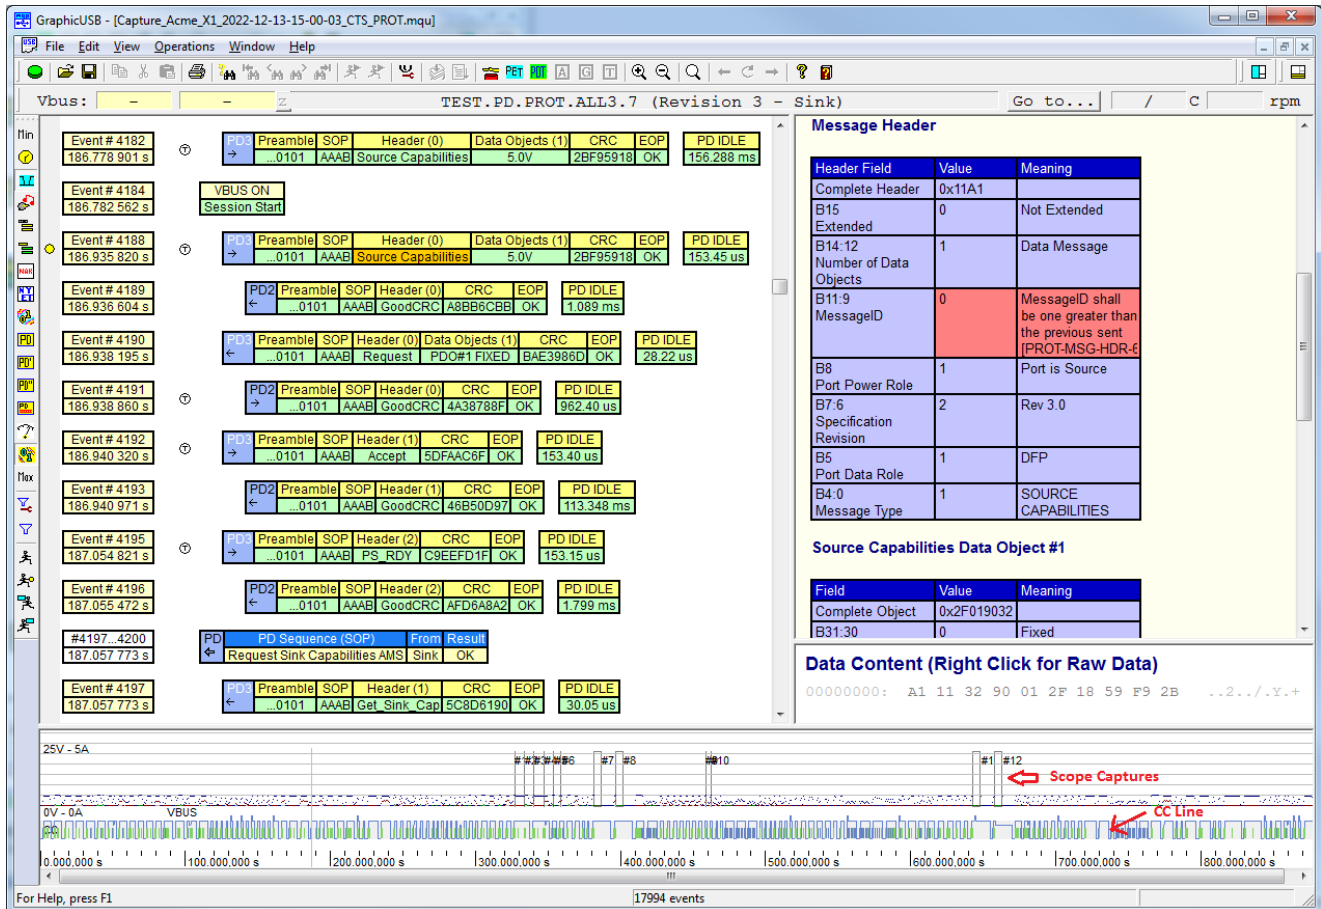 GraphicUSB - [Capture_Acme_X1_2022-12-13-15-00-03_CTS_PROT.mqu]
File Edit View Operations Window Help
PET PDT A G T
Vbus: - - z TEST.PD.PROT.ALL3.7 (Revision 3 - Sink) Go to... / C rpm
Min
NAK
NYET
PD
PD'
PD"
PD
Max
Event # 4182 PD3 Preamble SOP Header (0) Data Objects (1) CRC EOP PD IDLE
186.778 901 s → ...0101 AAAB Source Capabilities 5.0V 2BF95918 OK 156.288 ms
Event # 4184 VBUS ON
186.782 562 s Session Start
Event # 4188 PD3 Preamble SOP Header (0) Data Objects (1) CRC EOP PD IDLE
186.935 820 s → ...0101 AAAB Source Capabilities 5.0V 2BF95918 OK 153.45 us
Event # 4189 PD2 Preamble SOP Header (0) CRC EOP PD IDLE
186.936 604 s ← ...0101 AAAB GoodCRC A8BB6CBB OK 1.089 ms
Event # 4190 PD3 Preamble SOP Header (0) Data Objects (1) CRC EOP PD IDLE
186.938 195 s ← ...0101 AAAB Request PDO#1 FIXED BAE3986D OK 28.22 us
Event # 4191 PD2 Preamble SOP Header (0) CRC EOP PD IDLE
186.938 860 s → ...0101 AAAB GoodCRC 4A38788F OK 962.40 us
Event # 4192 PD3 Preamble SOP Header (1) CRC EOP PD IDLE
186.940 320 s → ...0101 AAAB Accept 5DFAAC6F OK 153.40 us
Event # 4193 PD2 Preamble SOP Header (1) CRC EOP PD IDLE
186.940 971 s ← ...0101 AAAB GoodCRC 46B50D97 OK 113.348 ms
Event # 4195 PD3 Preamble SOP Header (2) CRC EOP PD IDLE
187.054 821 s → ...0101 AAAB PS_RDY C9EEFD1F OK 153.15 us
Event # 4196 PD2 Preamble SOP Header (2) CRC EOP PD IDLE
187.055 472 s ← ...0101 AAAB GoodCRC AFD6A8A2 OK 1.799 ms
#4197...4200 PD PD Sequence (SOP) From Result
187.057 773 s Request Sink Capabilities AMS Sink OK
Event # 4197 PD3 Preamble SOP Header (1) CRC EOP PD IDLE
187.057 773 s ← ...0101 AAAB Get_Sink_Cap 5C8D6190 OK 30.05 us
Message Header
Header Field Value Meaning
Complete Header 0x11A1
B15 0 Not Extended
Extended
B14:12 1 Data Message
Number of Data
Objects
B11:9 0 MessageID shall
MessageID be one greater than
the previous sent
[PROT-MSG-HDR-6
B8 1 Port is Source
Port Power Role
B7:6 2 Rev 3.0
Specification
Revision
B5 1 DFP
Port Data Role
B4:0 1 SOURCE
Message Type CAPABILITIES
Source Capabilities Data Object #1
Field Value Meaning
Complete Object 0x2F019032
B31:30 0 Fixed
Data Content (Right Click for Raw Data)
00000000: A1 11 32 90 01 2F 18 59 F9 2B ..2../.Y.+
25V - 5A
#7 #8 #10 #1 #12
Scope Captures
0V - 0A VBUS
CC Line
CC
0.000,000 s 100.000,000 s 200.000,000 s 300.000,000 s 400.000,000 s 500.000,000 s 600.000,000 s 700.000,000 s 800.000,000 s
For Help, press F1 17994 events